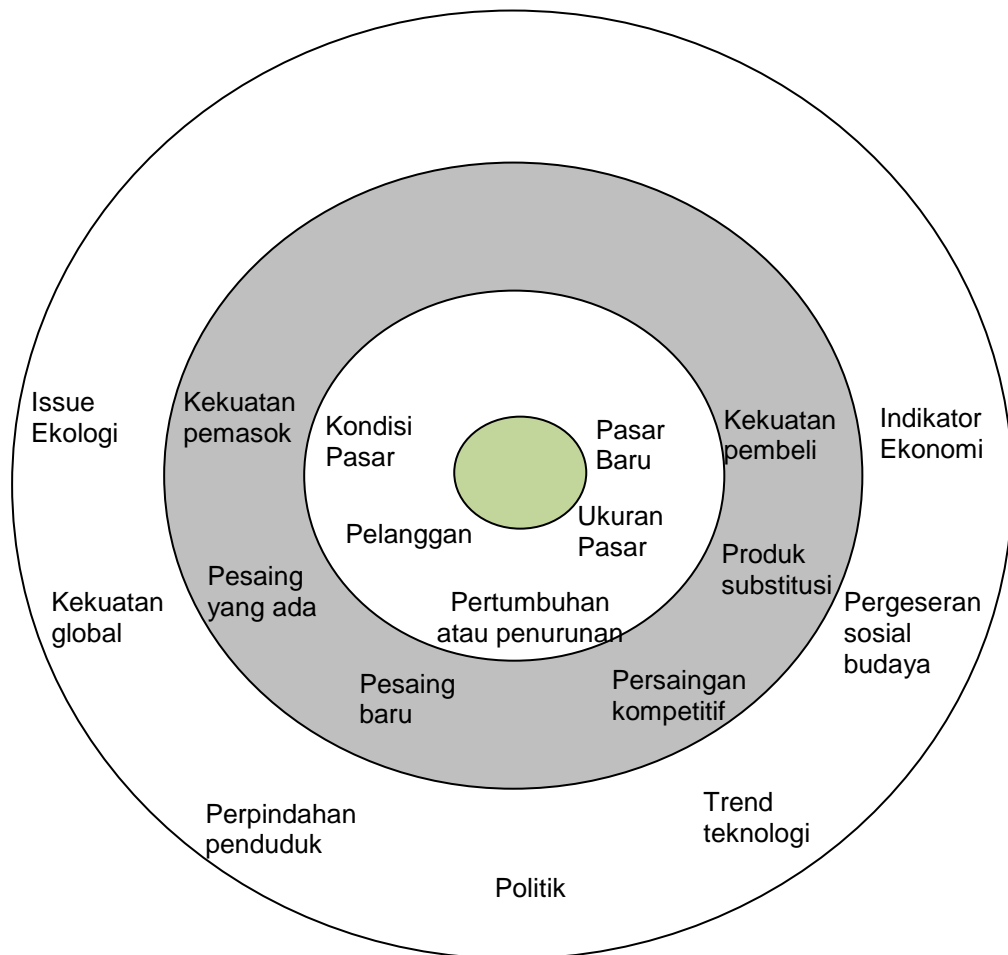 Issue
Ekologi
Kekuatan
pemasok
Kondisi
Pasar
Pasar
Baru
Kekuatan
pembeli
Indikator
Ekonomi
Pelanggan
Ukuran
Pasar
Kekuatan
global
Pesaing
yang ada
Pertumbuhan
atau penurunan
Produk
substitusi
Pergeseran
sosial
budaya
Pesaing
baru
Persaingan
kompetitif
Perpindahan
penduduk
Politik
Trend
teknologi